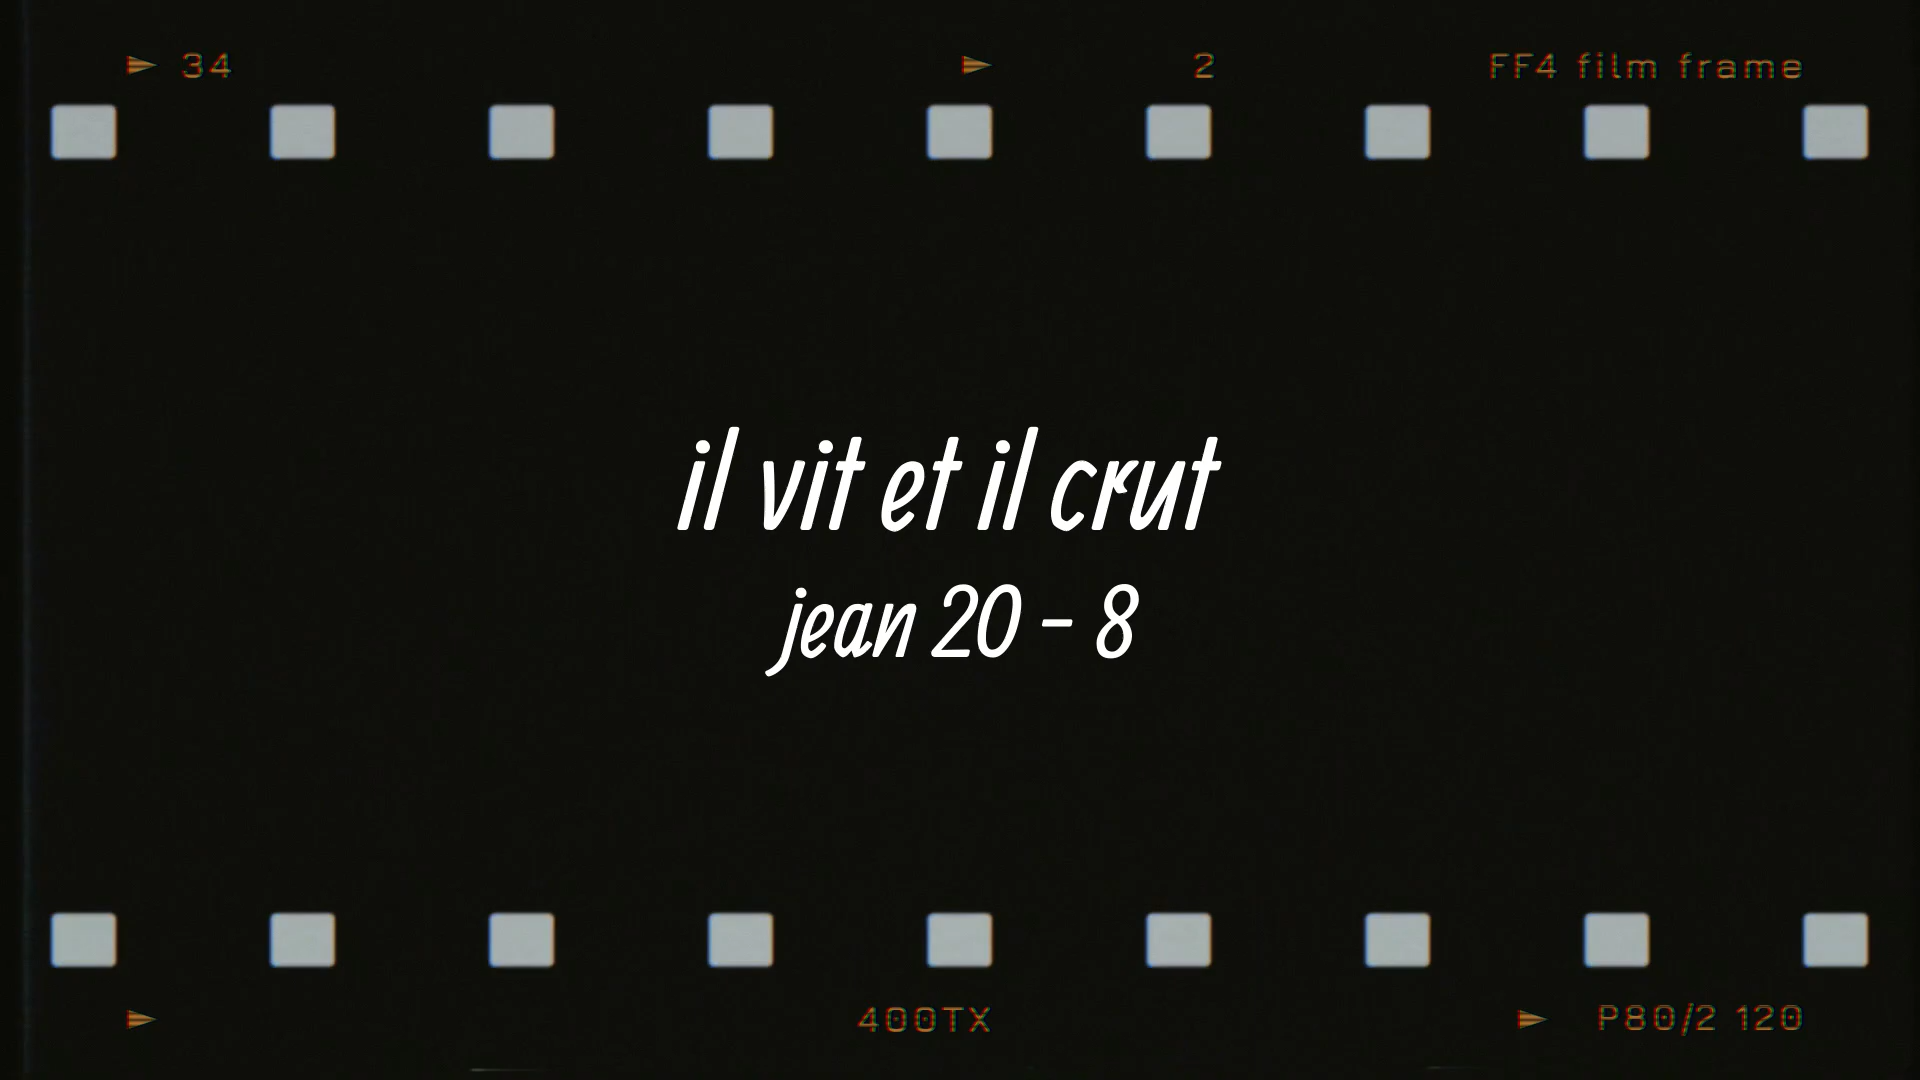 34 2 FF4 film frame
il vit et il crut
jean 20 - 8
400TX P80/2 120